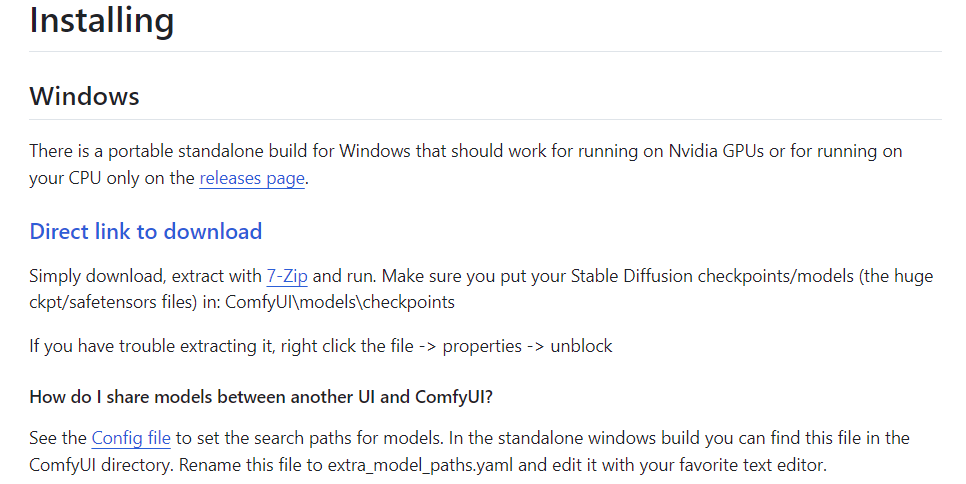 Installing
Windows
There is a portable standalone build for Windows that should work for running on Nvidia GPUs or for running on
your CPU only on the releases page.
Direct link to download
Simply download, extract with 7-Zip and run. Make sure you put your Stable Diffusion checkpoints/models (the huge
ckpt/safetensors files) in: ComfyUI\models\checkpoints
If you have trouble extracting it, right click the file -> properties -> unblock
How do I share models between another UI and ComfyUI?
See the Config file to set the search paths for models. In the standalone windows build you can find this file in the
ComfyUI directory. Rename this file to extra_model_paths.yaml and edit it with your favorite text editor.